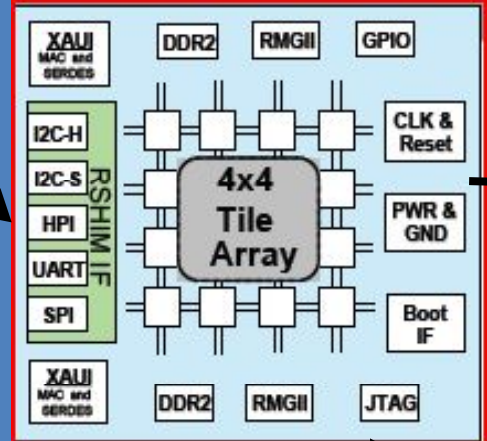 XAUI
MAC and
SERDES
DDR2
RMGII
GPIO
I2C-H
I2C-S
HPI
UART
SPI
RSHIM IF
4x4
Tile
Array
CLK &
Reset
PWR &
GND
Boot
IF
XAUI
MAC and
SERDES
DDR2
RMGII
JTAG